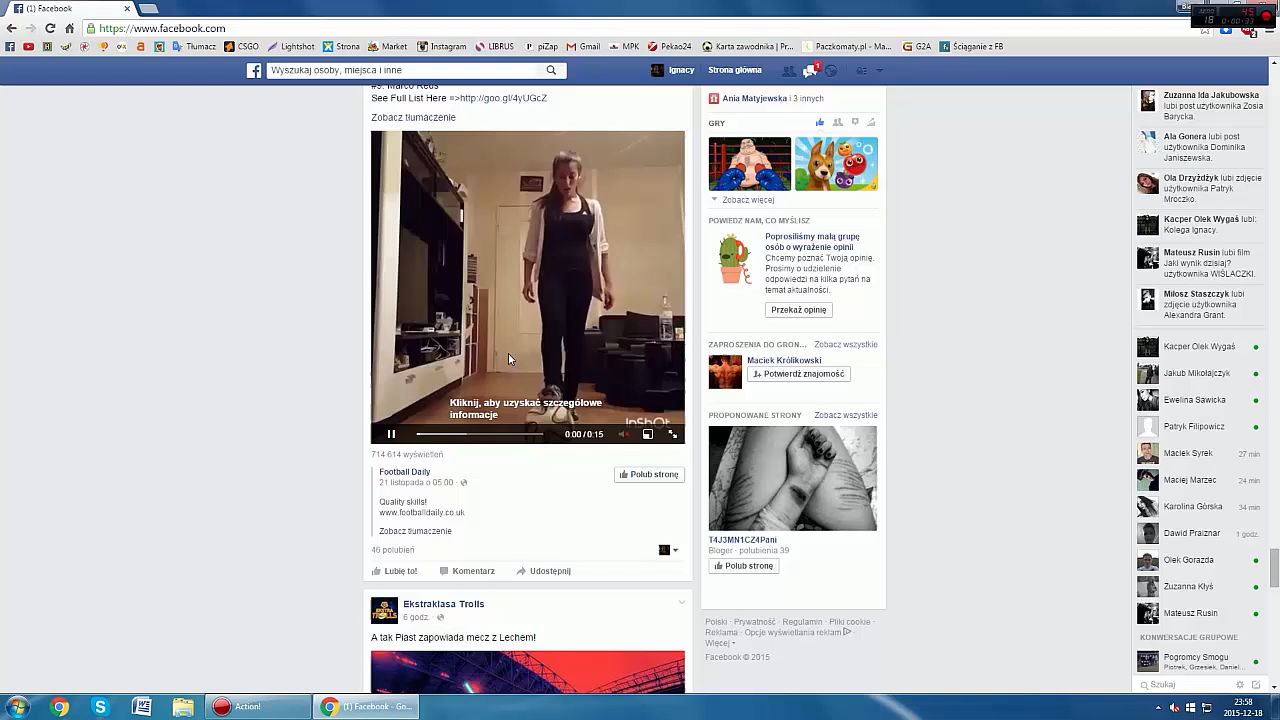 (1) Facebook
https://www.facebook.com
Tłumacz
CSGO
Lightshot
Strona
Market
Instagram
LIBRUS
piZap
Gmail
MPK
Pekao24
Karta zawodnika | Pr...
Paczkomaty.pl - Ma...
G2A
Ściąganie z FB
Wyszukaj osoby, miejsca i inne
Ignacy
Strona główna
1
#9. Marco Reus
See Full List Here =>http://goo.gl/4yUGcZ
Zobacz tłumaczenie
Kliknij, aby uzyskać szczegółowe
informacje
InShOt
0:00 / 0:15
714 614 wyświetleń
Football Daily
21 listopada o 05:00
Polub stronę
Quality skills!
www.footballdaily.co.uk
Zobacz tłumaczenie
46 polubień
Lubię to!
Komentarz
Udostępnij
Ekstraklasa Trolls
6 godz.
A tak Piast zapowiada mecz z Lechem!
Ania Matyjewska i 3 innych
GRY
Zobacz więcej
POWIEDZ NAM, CO MYŚLISZ
Poprosiliśmy małą grupę
osób o wyrażenie opinii
Chcemy poznać Twoją opinię.
Prosimy o udzielenie
odpowiedzi na kilka pytań na
temat aktualności.
Przekaż opinię
ZAPROSZENIA DO GRON...
Zobacz wszystkie
Maciek Królikowski
Potwierdź znajomość
PROPONOWANE STRONY
Zobacz wszystkie
T4J3MN1CZ4Pani
Bloger · polubienia 39
Polub stronę
Polski · Prywatność · Regulamin · Pliki cookie ·
Reklama · Opcje wyświetlania reklam ·
Więcej
Facebook © 2015
Zuzanna Ida Jakubowska
lubi post użytkownika Zosia
Barycka.
Ala Gonera lubi post
użytkownika Dominika
Janiszewska.
Ola Drzyżdżyk lubi zdjęcie
użytkownika Patryk
Mroczko.
Kacper Olek Wygaś lubi:
Kolega Ignacy.
Mateusz Rusin lubi film
Jaki wynik dzisiaj?
użytkownika WIŚLACZKI.
Miłosz Staszczyk lubi
zdjęcie użytkownika
Alexandra Grant.
Kacper Olek Wygaś
Jakub Mikołajczyk
Ewelina Sawicka
Patryk Filipowicz
Maciek Syrek 27 min
Maciej Marzec 24 min
Karolina Górska 34 min
Dawid Praiznar 1 godz.
Olek Gorazda
Zuzanna Kłyś
Mateusz Rusin
KONWERSACJE GRUPOWE
Pogromcy Smogu
Piotrek, Grzesiek, Daniel...
Szukaj
Action!
(1) Facebook - Go...
23:58
2015-12-18